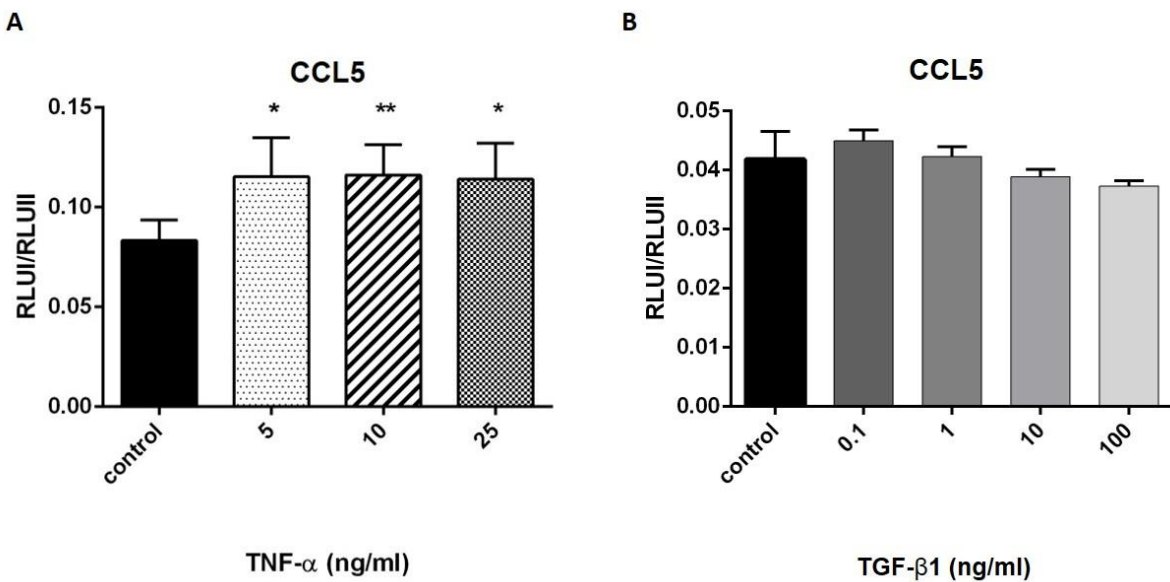 A
CCL5
RLUI/RLUII
0.15
0.10
0.05
0.00
*
**
*
control
5
10
25
TNF-α (ng/ml)
B
CCL5
RLUI/RLUII
0.05
0.04
0.03
0.02
0.01
0.00
control
0.1
1
10
100
TGF-β1 (ng/ml)